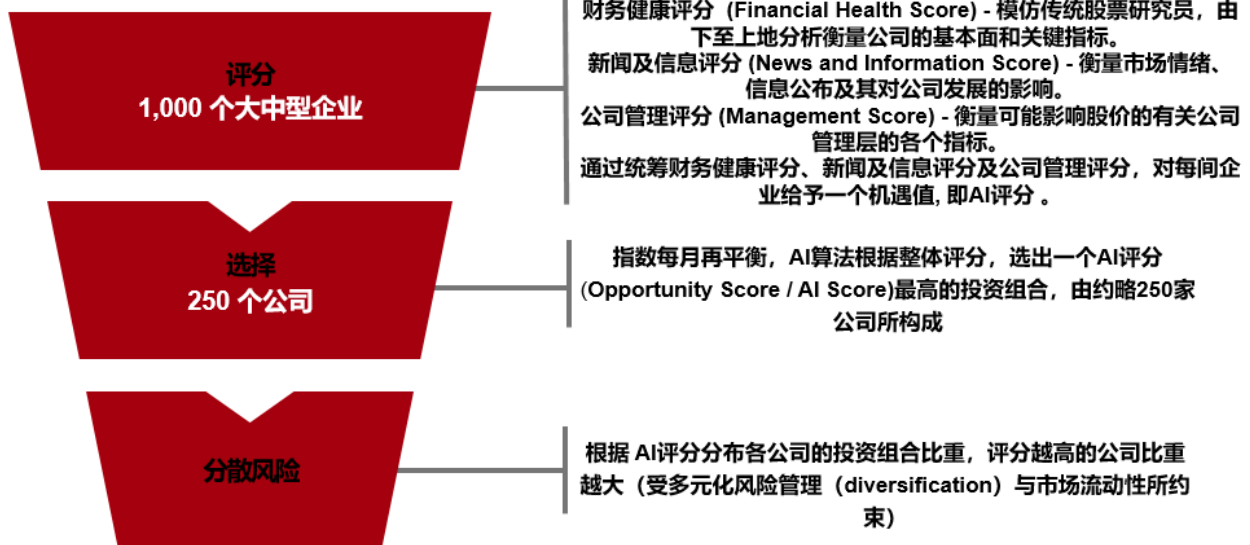 评分
1,000 个大中型企业
财务健康评分 (Financial Health Score) - 模仿传统股票研究员，由
下至上地分析衡量公司的基本面和关键指标。
新闻及信息评分 (News and Information Score) - 衡量市场情绪、
信息公布及其对公司发展的影响。
公司管理评分 (Management Score) - 衡量可能影响股价的有关公司
管理层的各个指标。
通过统筹财务健康评分、新闻及信息评分及公司管理评分，对每间企
业给予一个机遇值, 即AI评分 。
选择
250 个公司
指数每月再平衡，AI算法根据整体评分，选出一个AI评分
(Opportunity Score / AI Score)最高的投资组合，由约略250家
公司所构成
分散风险
根据 AI评分分布各公司的投资组合比重，评分越高的公司比重
越大（受多元化风险管理（diversification）与市场流动性所约
束）